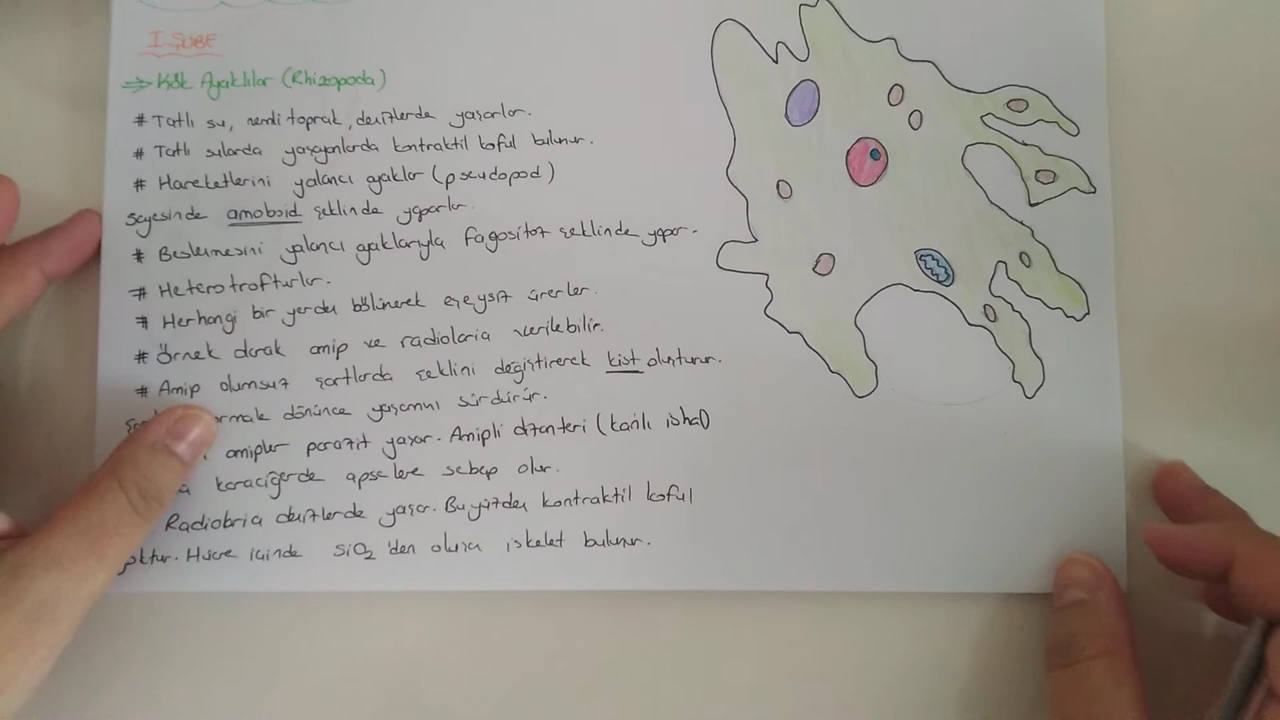 I. ŞUBE
⇒ Kök Ayaklılar (Rhizopoda)
# Tatlı su, nemli toprak, denizlerde yaşarlar.
# Tatlı sularda yaşayanlarda kontraktil koful bulunur.
# Hareketlerini yalancı ayaklar (pseudopod)
sayesinde amoboid şeklinde yaparlar.
# Beslenmesini yalancı ayaklarıyla fagositoz şeklinde yapar.
# Heterotrofturlar.
# Herhangi bir yerden bölünerek eşeysiz ürerler.
# Örnek olarak amip ve radiolaria verilebilir.
# Amip olumsuz şartlarda şeklini değiştirerek kist oluşturur.
dönünce yaşamını sürdürür.
amipler parazit yaşar. Amipli dizanteri (kanlı ishal)
karaciğerde apselere sebep olur.
Radiolaria denizlerde yaşar. Bu yüzden kontraktil koful
yoktur. Hücre içinde SiO₂'den oluşan iskelet bulunur.